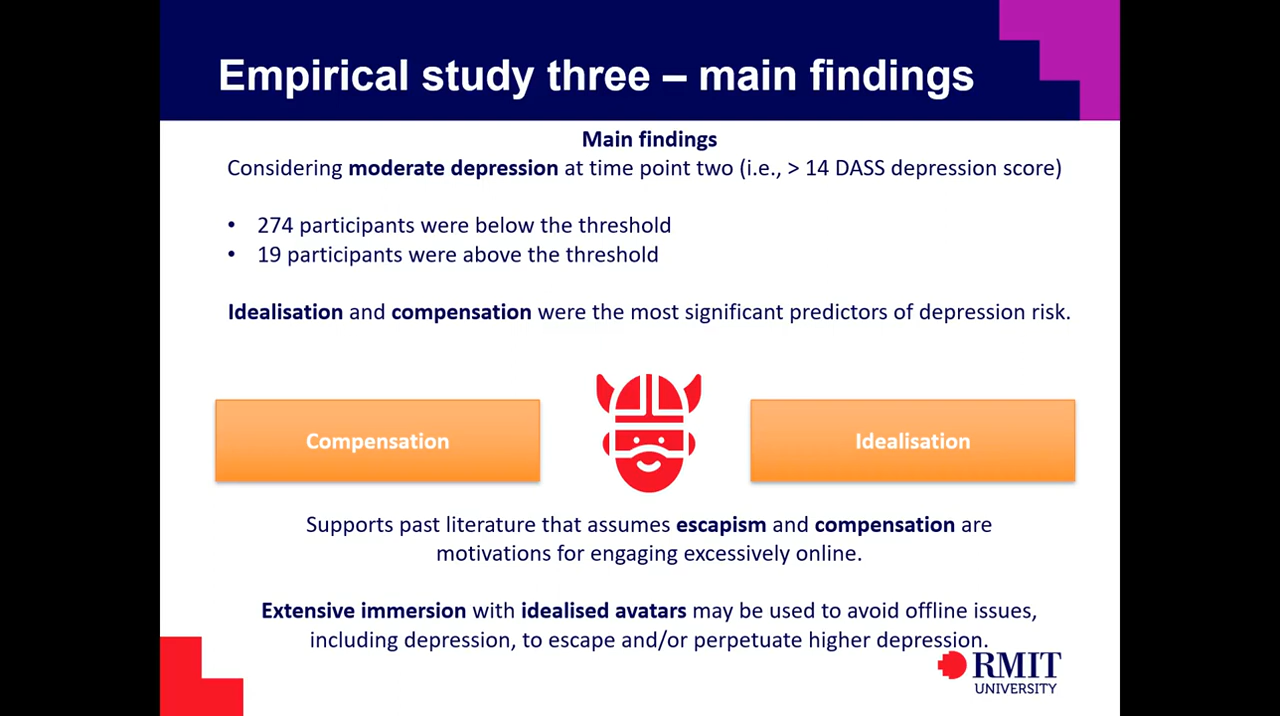 Empirical study three – main findings
Main findings
Considering moderate depression at time point two (i.e., > 14 DASS depression score)
• 274 participants were below the threshold
• 19 participants were above the threshold
Idealisation and compensation were the most significant predictors of depression risk.
Compensation
Idealisation
Supports past literature that assumes escapism and compensation are
motivations for engaging excessively online.
Extensive immersion with idealised avatars may be used to avoid offline issues,
including depression, to escape and/or perpetuate higher depression.
RMIT
UNIVERSITY